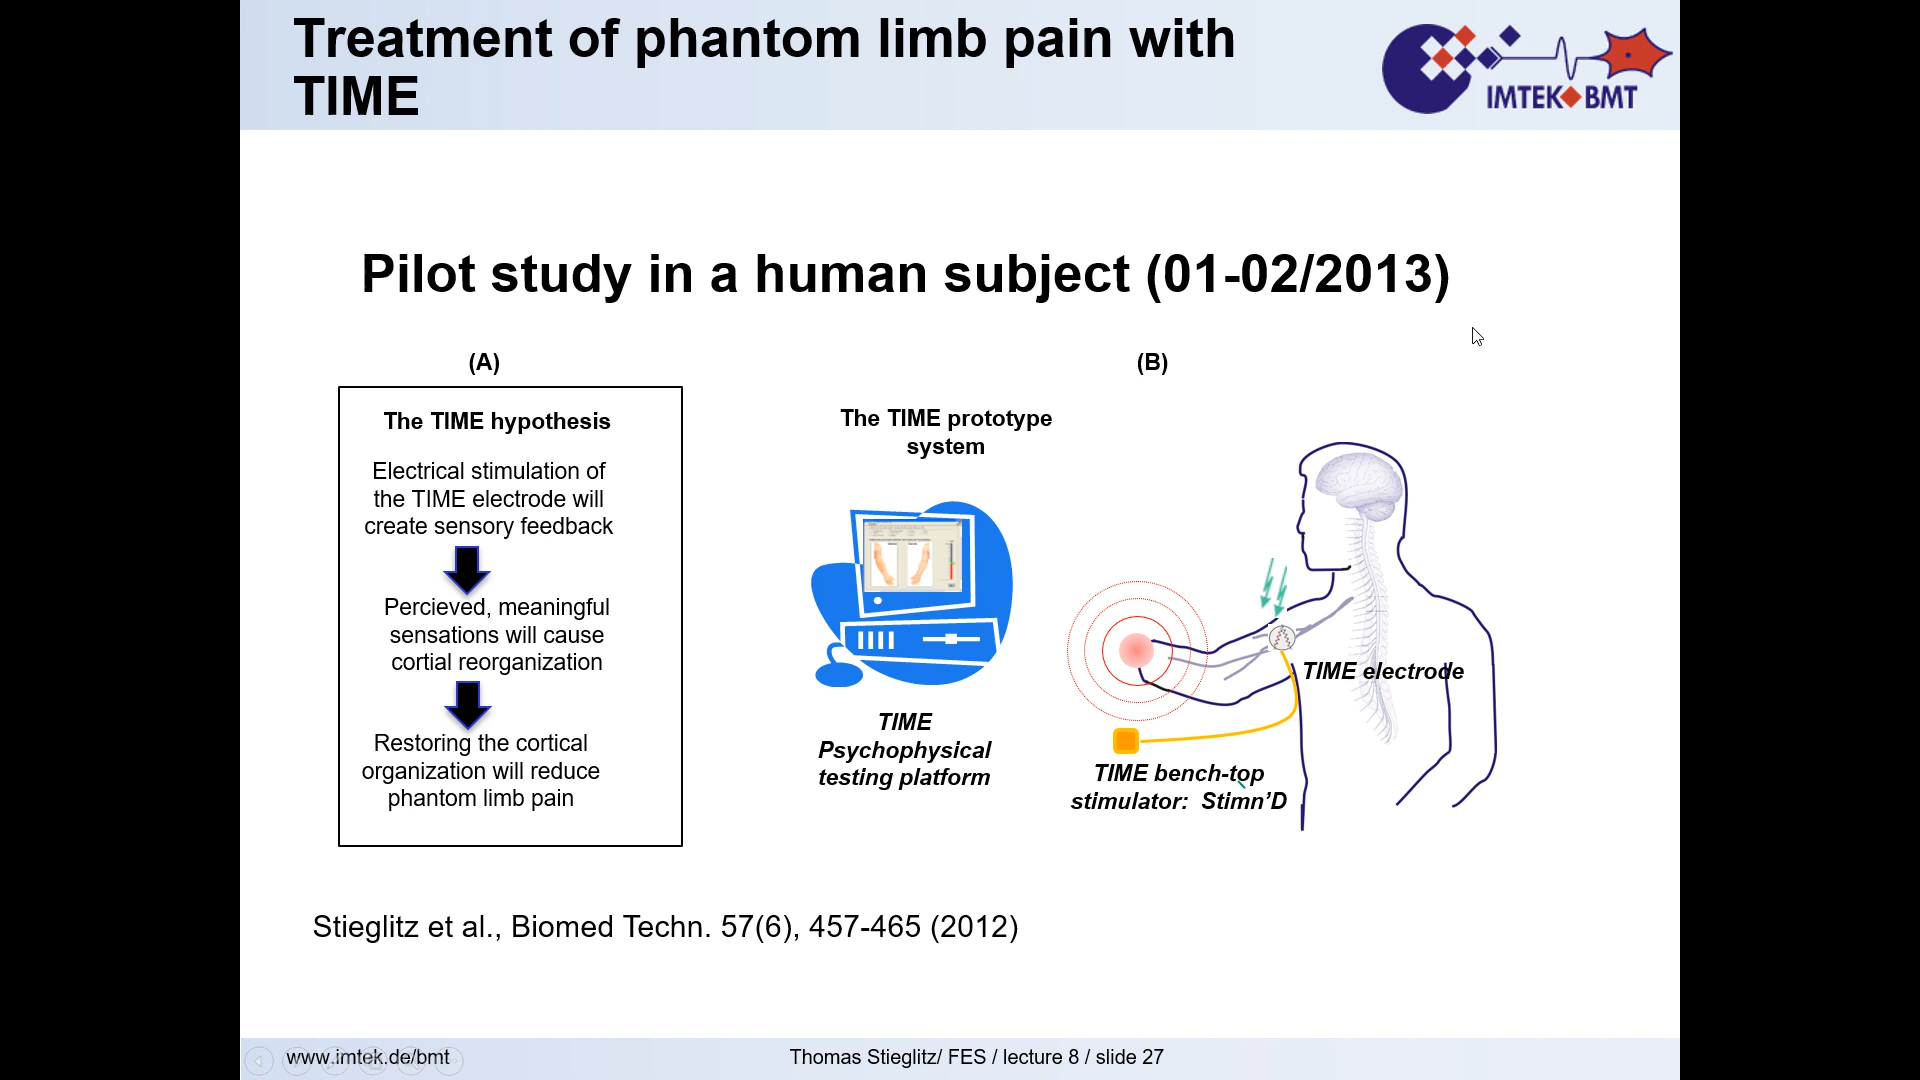 Treatment of phantom limb pain with
TIME
IMTEK BMT
Pilot study in a human subject (01-02/2013)
(A)
(B)
The TIME hypothesis
Electrical stimulation of
the TIME electrode will
create sensory feedback
Percieved, meaningful
sensations will cause
cortial reorganization
Restoring the cortical
organization will reduce
phantom limb pain
The TIME prototype
system
TIME
Psychophysical
testing platform
TIME electrode
TIME bench-top
stimulator: Stimn'D
Stieglitz et al., Biomed Techn. 57(6), 457-465 (2012)
www.imtek.de/bmt
Thomas Stieglitz/ FES / lecture 8 / slide 27